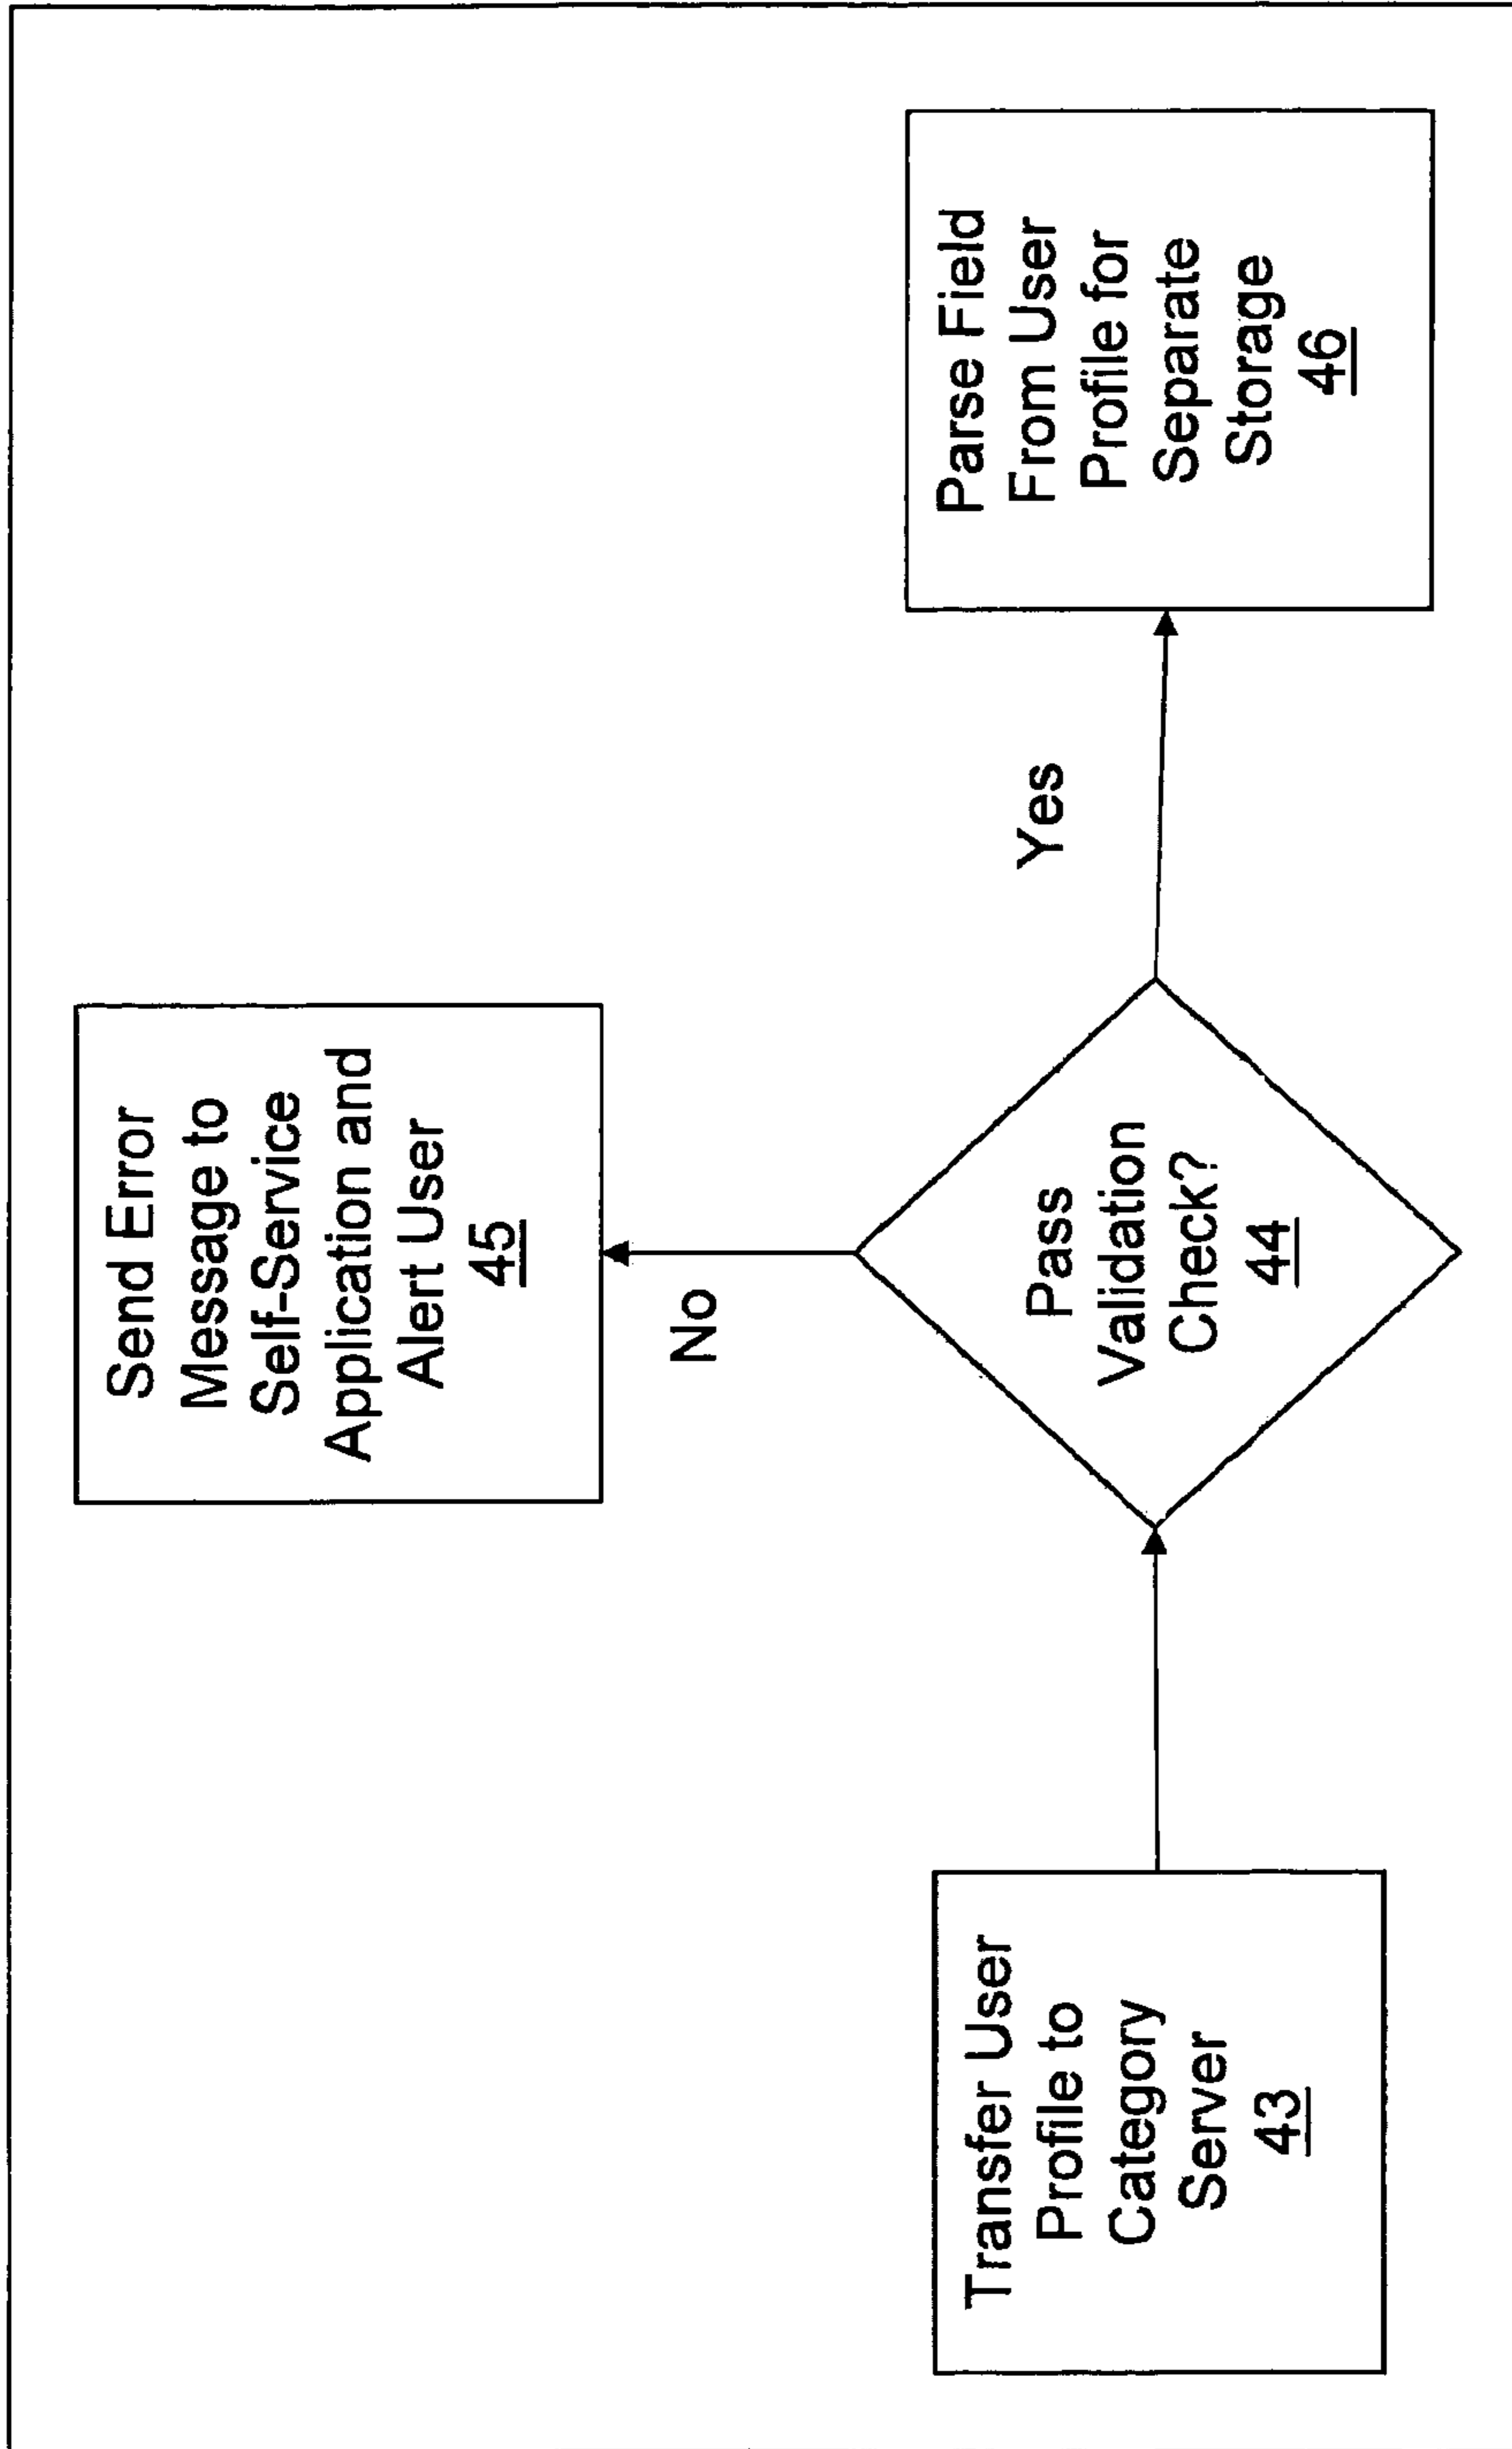 Send Error
Message to
Self-Service
Application and
Alert User
45
No
Transfer User
Profile to
Category
Server
43
Pass
Validation
Check?
44
Yes
Parse Field
From User
Profile for
Separate
Storage
46